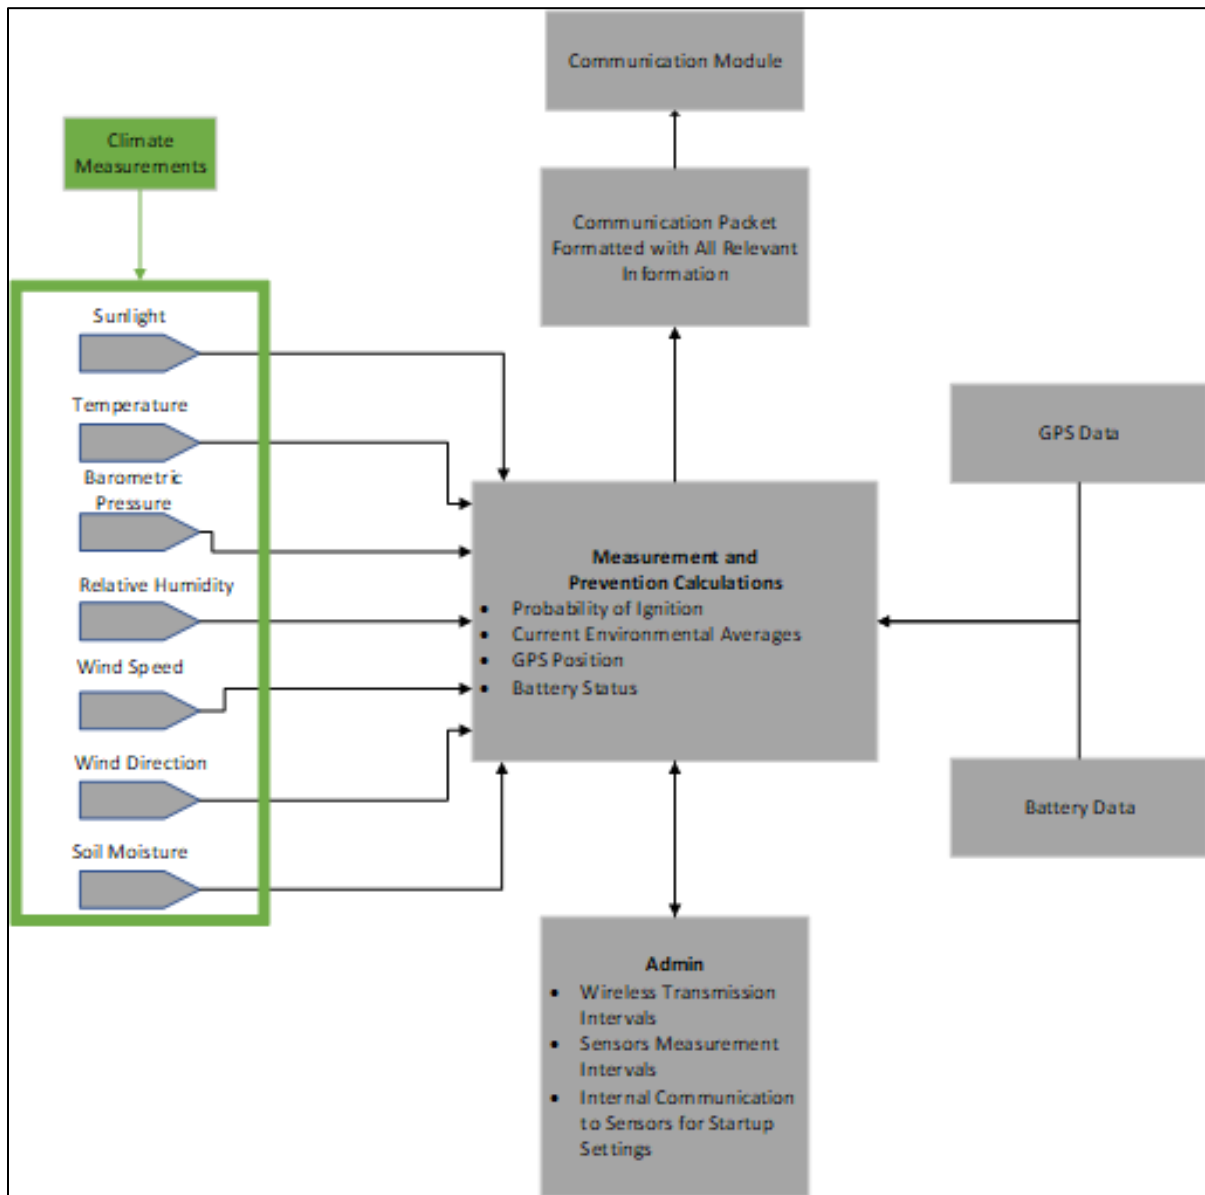 Communication Module
Climate
Measurements
Communication Packet
Formatted with All Relevant
Information
Sunlight
Temperature
Barometric
Pressure
Relative Humidity
Wind Speed
Wind Direction
Soil Moisture
Measurement and
Prevention Calculations
• Probability of Ignition
• Current Environmental Averages
• GPS Position
• Battery Status
GPS Data
Battery Data
Admin
• Wireless Transmission
Intervals
• Sensors Measurement
Intervals
• Internal Communication
to Sensors for Startup
Settings